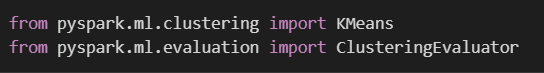 from pyspark.ml.clustering import KMeans
from pyspark.ml.evaluation import ClusteringEvaluator